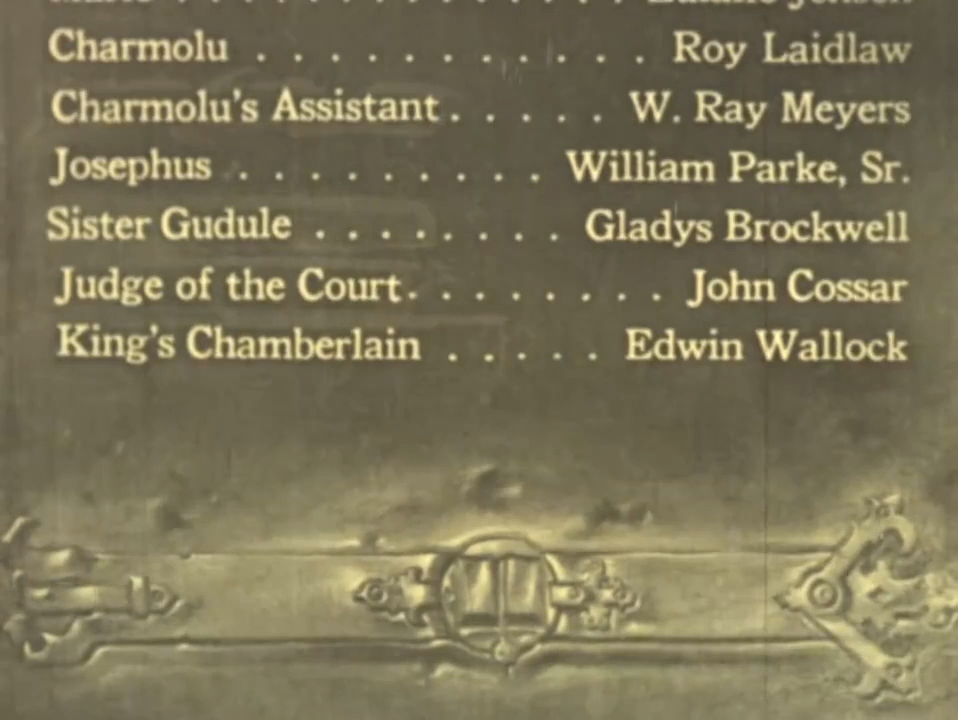 Charmolu . . . . . . . . . . . . Roy Laidlaw
Charmolu's Assistant . . . . . W. Ray Meyers
Josephus . . . . . . . . . . William Parke, Sr.
Sister Gudule . . . . . . . . Gladys Brockwell
Judge of the Court . . . . . . . . John Cossar
King's Chamberlain . . . . . Edwin Wallock